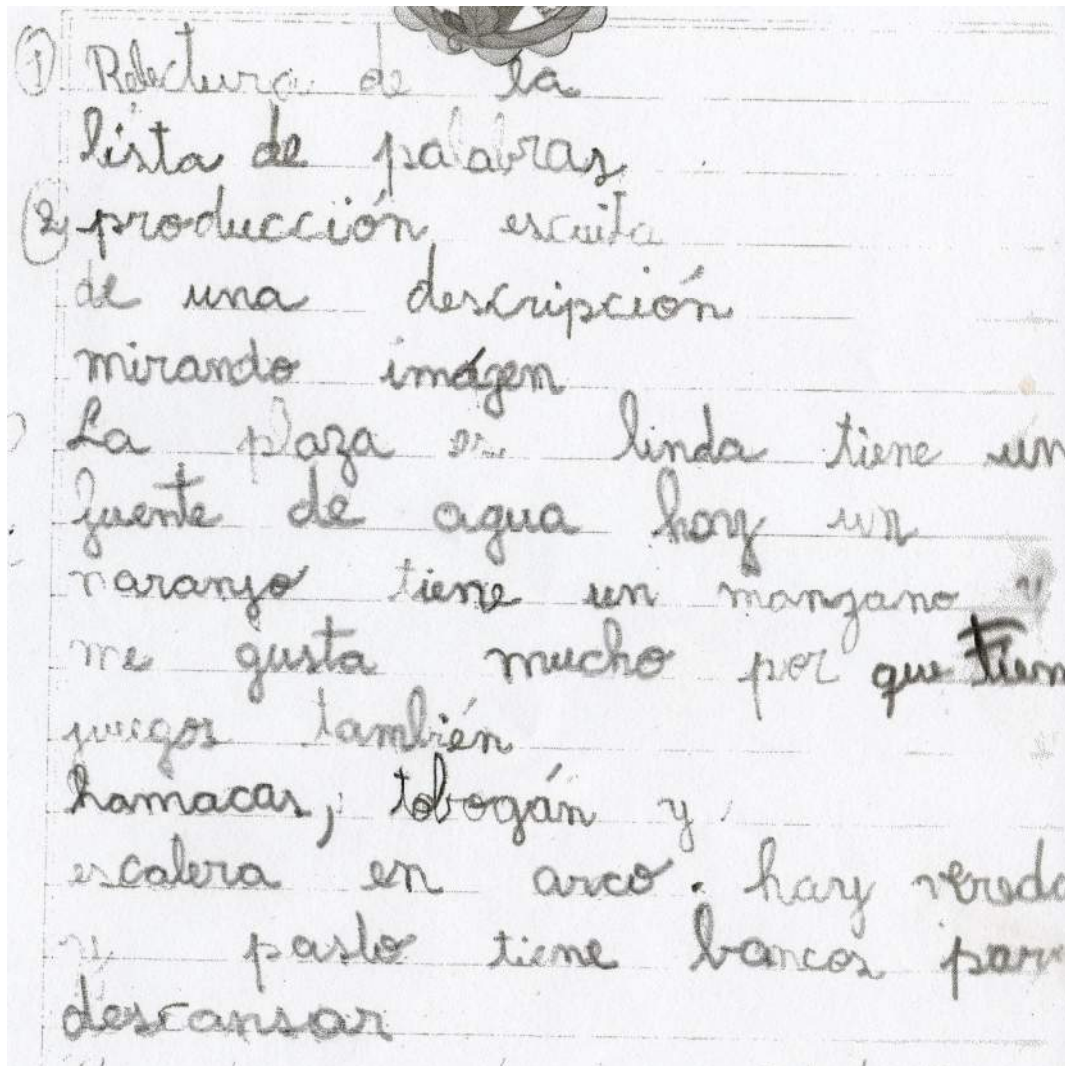 ① Relectura de la
lista de palabras
② producción escrita
de una descripción
mirando imágen
La plaza es linda tiene un
fuente de agua hay un
naranjo tiene un manzano y
me gusta mucho por que tien
juegos también
hamacas, tobogán y
escalera en arco. hay vereda
y pasto tiene bancos para
descansar